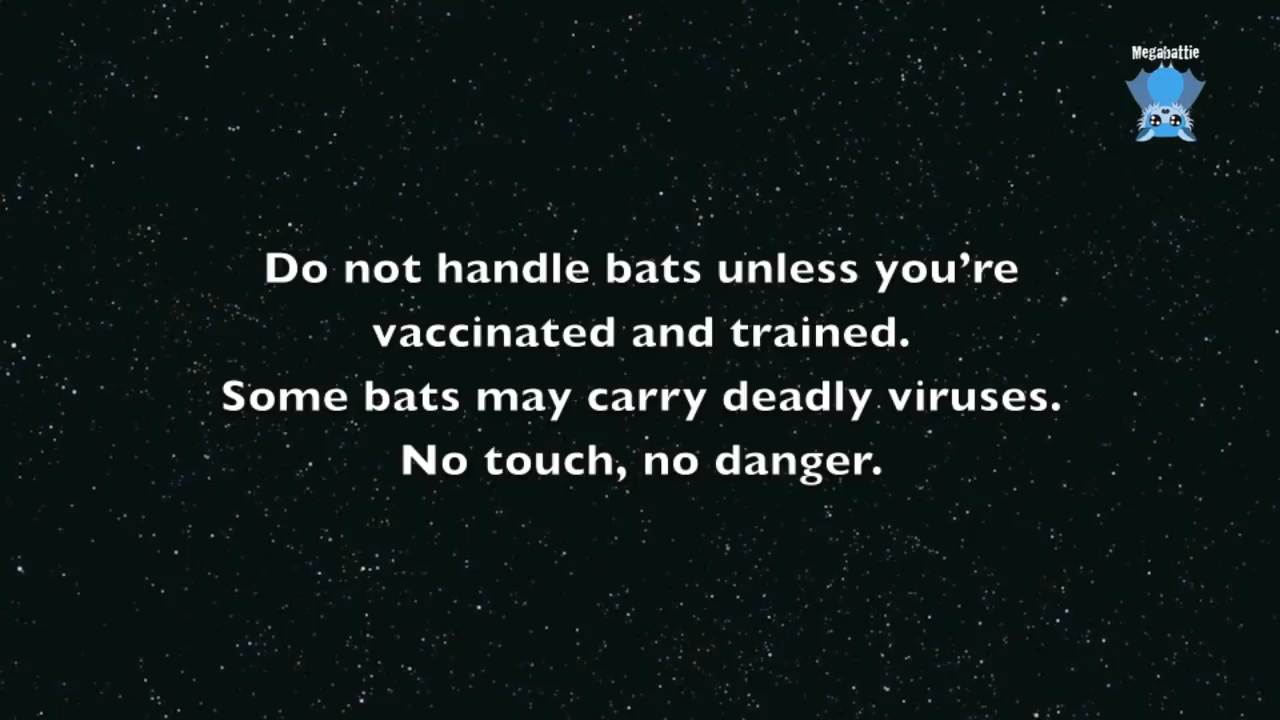 Megabattie
Do not handle bats unless you’re
vaccinated and trained.
Some bats may carry deadly viruses.
No touch, no danger.